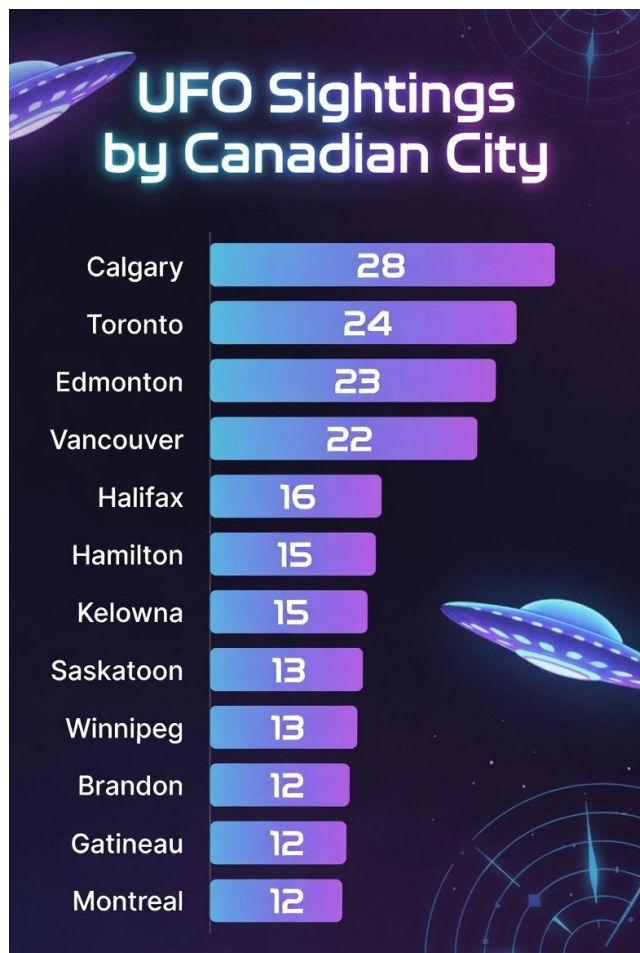 UFO Sightings
by Canadian City
Calgary 28
Toronto 24
Edmonton 23
Vancouver 22
Halifax 16
Hamilton 15
Kelowna 15
Saskatoon 13
Winnipeg 13
Brandon 12
Gatineau 12
Montreal 12